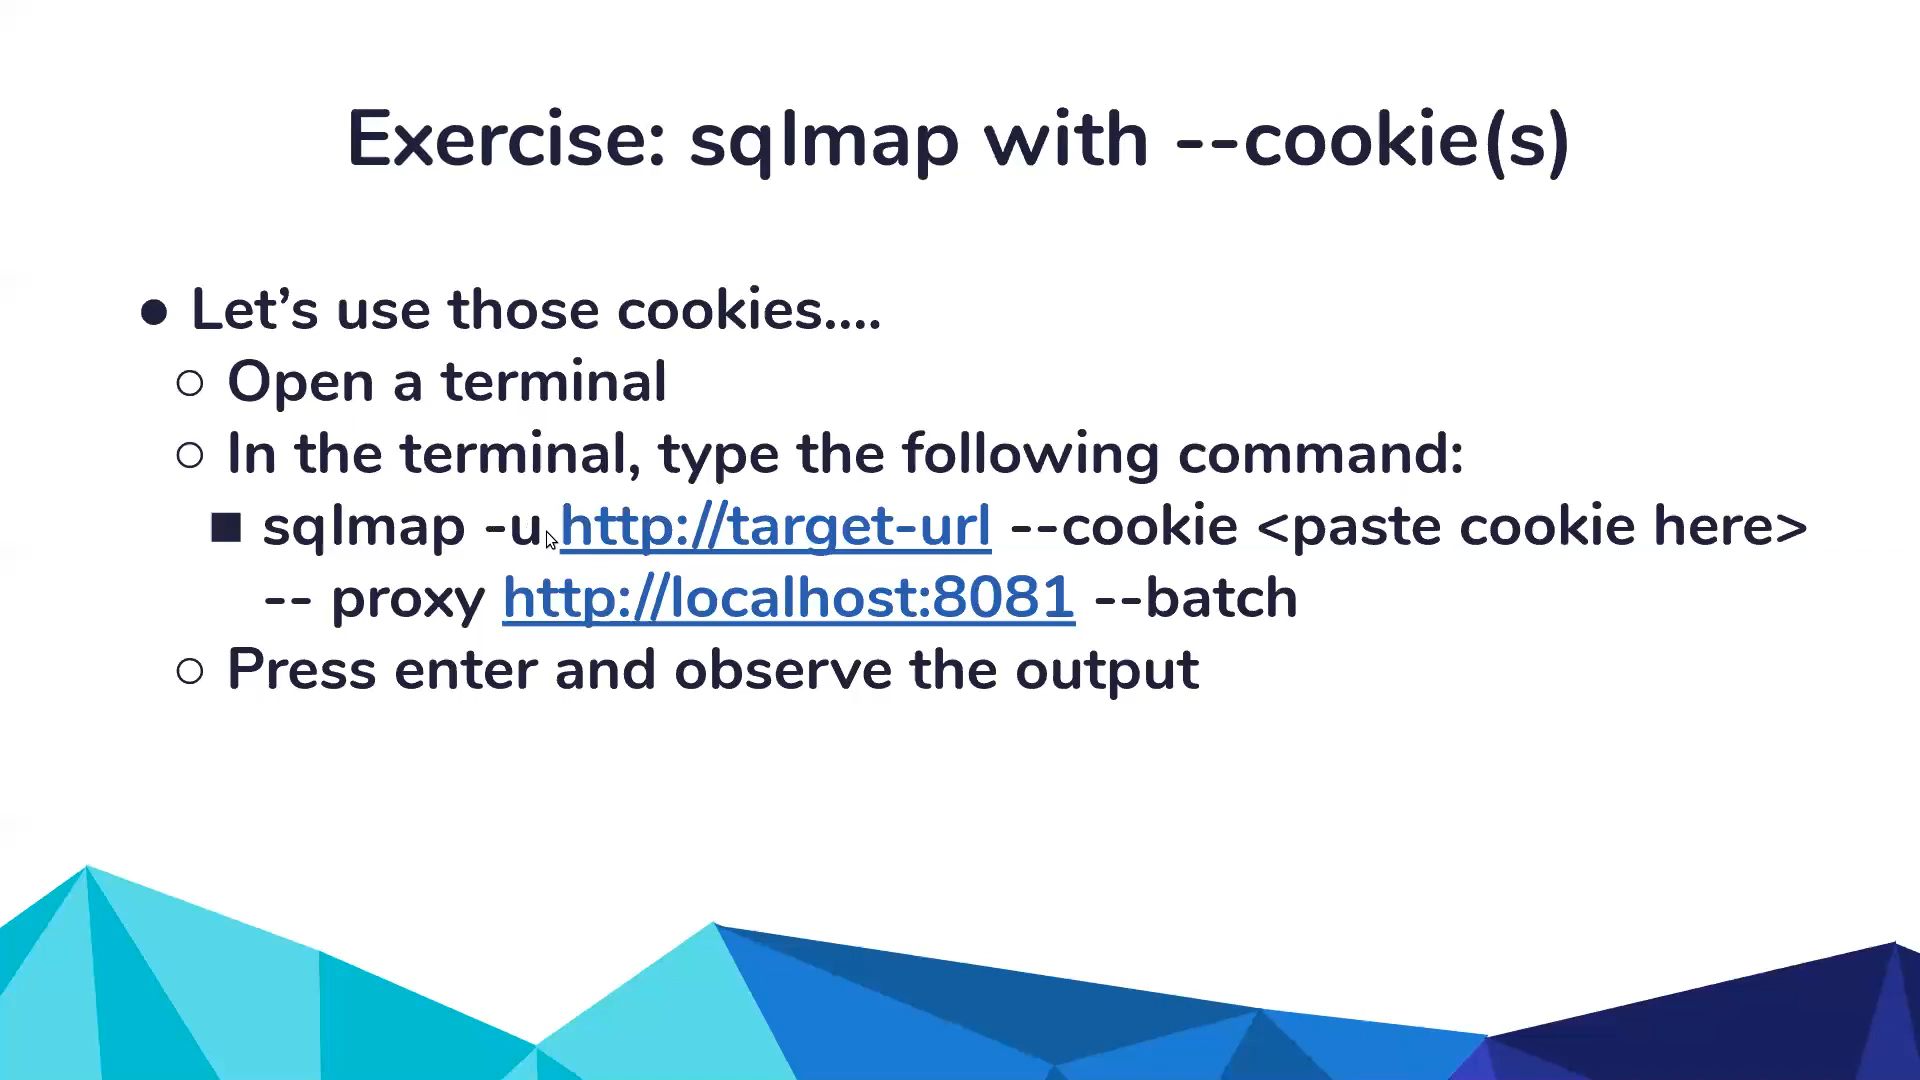 Exercise: sqlmap with --cookie(s)
● Let’s use those cookies....
○ Open a terminal
○ In the terminal, type the following command:
■ sqlmap -u http://target-url --cookie <paste cookie here>
-- proxy http://localhost:8081 --batch
○ Press enter and observe the output